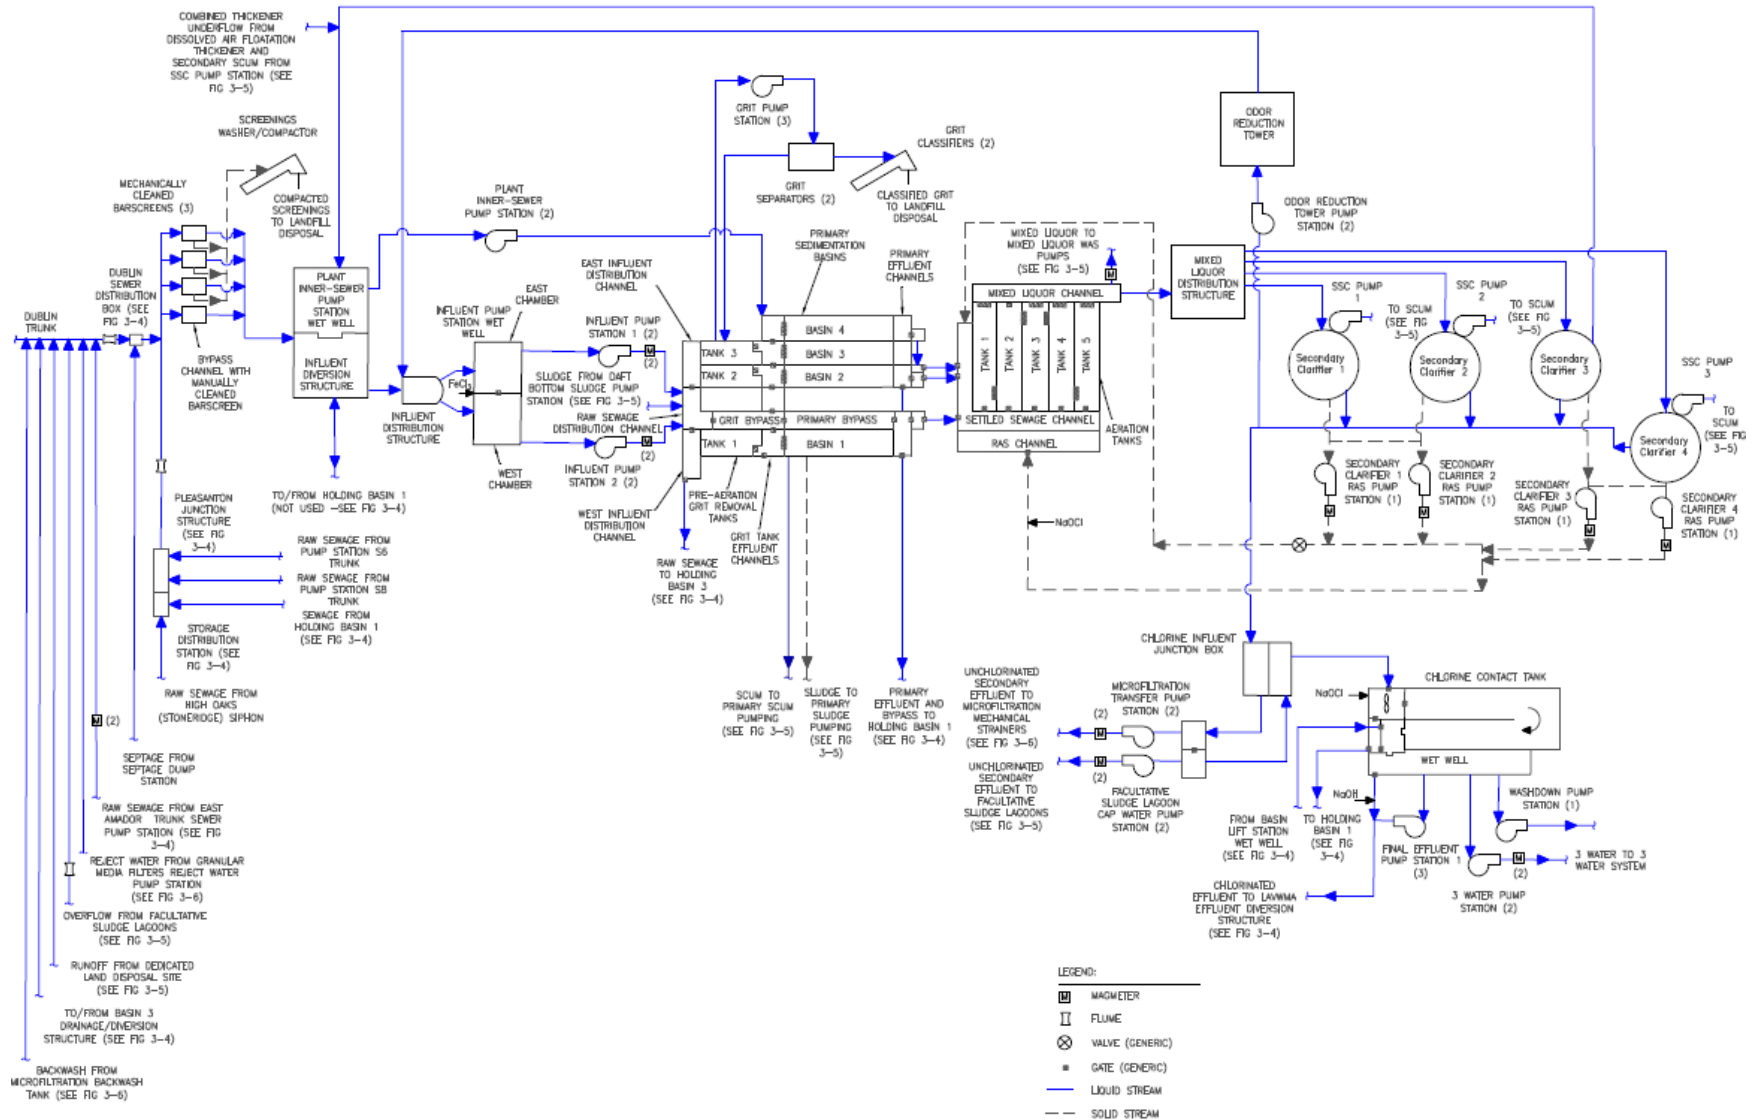 COMBINED THICKENER
UNDERFLOW FROM
DISSOLVED AIR FLOATATION
THICKENER AND
SECONDARY SCUM FROM
SSC PUMP STATION (SEE
FIG 3-5)
SCREENINGS
WASHER/COMPACTOR
MECHANICALLY
CLEANED
BARSCREENS (3)
COMPACTED
SCREENINGS
TO LANDFILL
DISPOSAL
DUBLIN
SEWER
DISTRIBUTION
BOX (SEE
FIG 3-4)
DUBLIN
TRUNK
BYPASS
CHANNEL WITH
MANUALLY
CLEANED
BARSCREEN
PLANT
INNER-SEWER
PUMP
STATION
WET WELL
INFLUENT
DIVERSION
STRUCTURE
TO/FROM HOLDING BASIN 1
(NOT USED -SEE FIG 3-4)
PLEASANTON
JUNCTION
STRUCTURE
(SEE FIG
3-4)
RAW SEWAGE FROM
PUMP STATION S6
TRUNK
RAW SEWAGE FROM
PUMP STATION S8
TRUNK
SEWAGE FROM
HOLDING BASIN 1
(SEE FIG 3-4)
STORAGE
DISTRIBUTION
STATION (SEE
FIG 3-4)
RAW SEWAGE FROM
HIGH OAKS
(STONERIDGE) SIPHON
M (2)
SEPTAGE FROM
SEPTAGE DUMP
STATION
RAW SEWAGE FROM EAST
AMADOR TRUNK SEWER
PUMP STATION (SEE FIG
3-4)
REJECT WATER FROM GRANULAR
MEDIA FILTERS REJECT WATER
PUMP STATION
(SEE FIG 3-6)
OVERFLOW FROM FACULTATIVE
SLUDGE LAGOONS
(SEE FIG 3-5)
RUNOFF FROM DEDICATED
LAND DISPOSAL SITE
(SEE FIG 3-5)
TO/FROM BASIN 3
DRAINAGE/DIVERSION
STRUCTURE (SEE FIG 3-4)
BACKWASH FROM
MICROFILTRATION BACKWASH
TANK (SEE FIG 3-6)
PLANT
INNER-SEWER
PUMP STATION (2)
INFLUENT
DISTRIBUTION
STRUCTURE
FeCl3
INFLUENT PUMP
STATION WET
WELL
EAST
CHAMBER
WEST
CHAMBER
GRIT PUMP
STATION (3)
GRIT
SEPARATORS (2)
GRIT
CLASSIFIERS (2)
CLASSIFIED GRIT
TO LANDFILL
DISPOSAL
EAST INFLUENT
DISTRIBUTION
CHANNEL
INFLUENT PUMP
STATION 1 (2)
M
(2)
SLUDGE FROM DAFT
BOTTOM SLUDGE PUMP
STATION (SEE FIG 3-5)
RAW SEWAGE
DISTRIBUTION CHANNEL
M
(2)
INFLUENT PUMP
STATION 2 (2)
WEST INFLUENT
DISTRIBUTION
CHANNEL
PRIMARY
SEDIMENTATION
BASINS
PRIMARY
EFFLUENT
CHANNELS
BASIN 4
TANK 3
BASIN 3
TANK 2
BASIN 2
GRIT BYPASS
PRIMARY BYPASS
TANK 1
BASIN 1
PRE-AERATION
GRIT REMOVAL
TANKS
GRIT TANK
EFFLUENT
CHANNELS
RAW SEWAGE
TO HOLDING
BASIN 3
(SEE FIG 3-4)
SCUM TO
PRIMARY SCUM
PUMPING
(SEE FIG 3-5)
SLUDGE TO
PRIMARY
SLUDGE
PUMPING
(SEE FIG
3-5)
PRIMARY
EFFLUENT AND
BYPASS TO
HOLDING BASIN 1
(SEE FIG 3-4)
MIXED LIQUOR TO
MIXED LIQUOR WAS
PUMPS
(SEE FIG 3-5)
M
MIXED LIQUOR CHANNEL
TANK 1
TANK 2
TANK 3
TANK 4
TANK 5
SETTLED SEWAGE CHANNEL
RAS CHANNEL
AERATION
TANKS
NaOCl
ODOR
REDUCTION
TOWER
ODOR REDUCTION
TOWER PUMP
STATION (2)
MIXED
LIQUOR
DISTRIBUTION
STRUCTURE
SSC PUMP
1
TO SCUM
(SEE FIG
3-5)
SSC PUMP
2
TO SCUM
(SEE FIG
3-5)
Secondary
Clarifier 1
Secondary
Clarifier 2
Secondary
Clarifier 3
SSC PUMP
3
TO
SCUM
(SEE FIG
3-5)
Secondary
Clarifier 4
SECONDARY
CLARIFIER 1
RAS PUMP
STATION (1)
M
SECONDARY
CLARIFIER 2
RAS PUMP
STATION (1)
M
SECONDARY
CLARIFIER 3
RAS PUMP
STATION (1)
M
SECONDARY
CLARIFIER 4
RAS PUMP
STATION (1)
M
CHLORINE INFLUENT
JUNCTION BOX
UNCHLORINATED
SECONDARY
EFFLUENT TO
MICROFILTRATION
MECHANICAL
STRAINERS
(SEE FIG 3-6)
MICROFILTRATION
TRANSFER PUMP
STATION (2)
(2)
M
UNCHLORINATED
SECONDARY
EFFLUENT TO
FACULTATIVE
SLUDGE LAGOONS
(SEE FIG 3-5)
M
(2)
FACULTATIVE
SLUDGE LAGOON
CAP WATER PUMP
STATION (2)
CHLORINE CONTACT TANK
NaOCl
WET WELL
NaOH
FROM BASIN
LIFT STATION
WET WELL
(SEE FIG 3-4)
TO HOLDING
BASIN 1
(SEE FIG
3-4)
FINAL EFFLUENT
PUMP STATION 1
(3)
WASHDOWN PUMP
STATION (1)
M
(2)
3 WATER TO 3
WATER SYSTEM
3 WATER PUMP
STATION (2)
CHLORINATED
EFFLUENT TO LAVWMA
EFFLUENT DIVERSION
STRUCTURE
(SEE FIG 3-4)
LEGEND:
M MAGMETER
FLUME
VALVE (GENERIC)
GATE (GENERIC)
LIQUID STREAM
SOLID STREAM